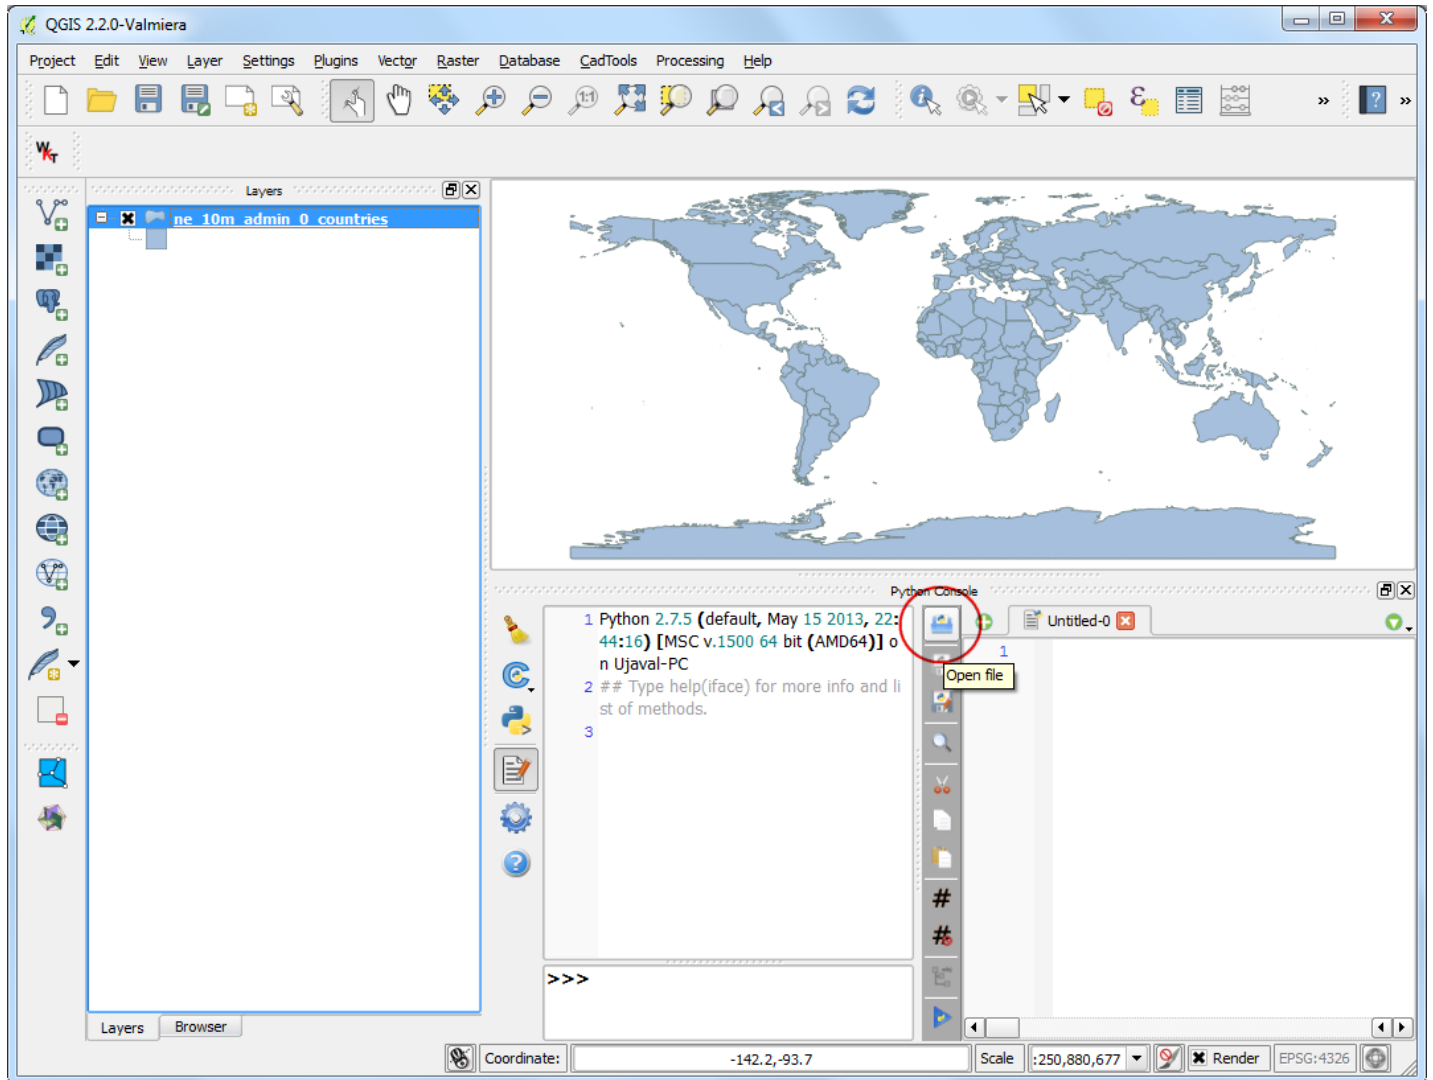 QGIS 2.2.0-Valmiera
Project Edit View Layer Settings Plugins Vector Raster Database CadTools Processing Help
1:1
»
?
»
WKT
Layers
ne_10m_admin_0_countries
Python Console
1 Python 2.7.5 (default, May 15 2013, 22:
44:16) [MSC v.1500 64 bit (AMD64)] o
n Ujaval-PC
2 ## Type help(iface) for more info and li
st of methods.
3
Untitled-0
1
Open file
?
#
#
>>>
Layers Browser
Coordinate: -142.2,-93.7 Scale :250,880,677 Render EPSG:4326